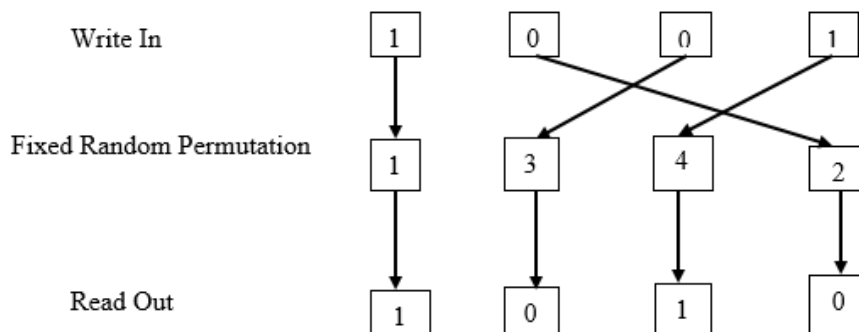 Write In 1 0 0 1
Fixed Random Permutation 1 3 4 2
Read Out 1 0 1 0